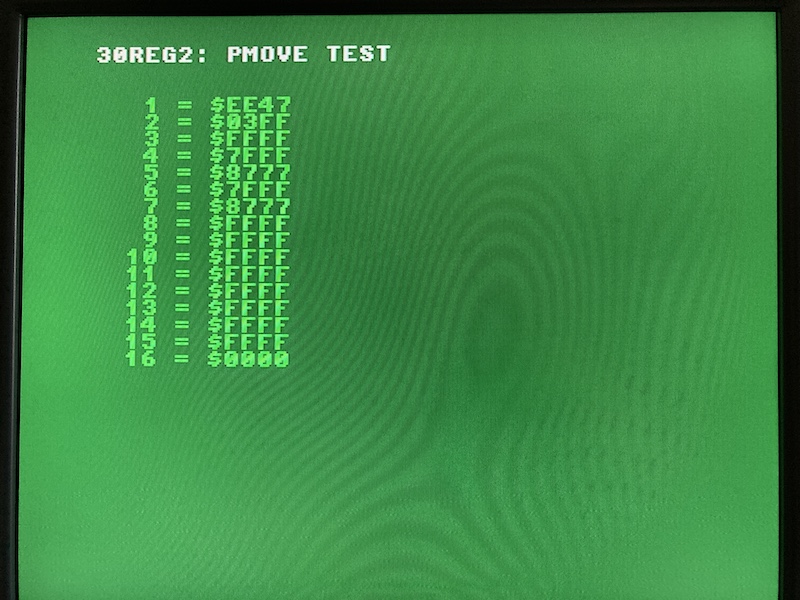 30REG2: PMOVE TEST
1 = $EE47
2 = $03FF
3 = $FFFF
4 = $7FFF
5 = $8777
6 = $7FFF
7 = $8777
8 = $FFFF
9 = $FFFF
10 = $FFFF
11 = $FFFF
12 = $FFFF
13 = $FFFF
14 = $FFFF
15 = $FFFF
16 = $0000